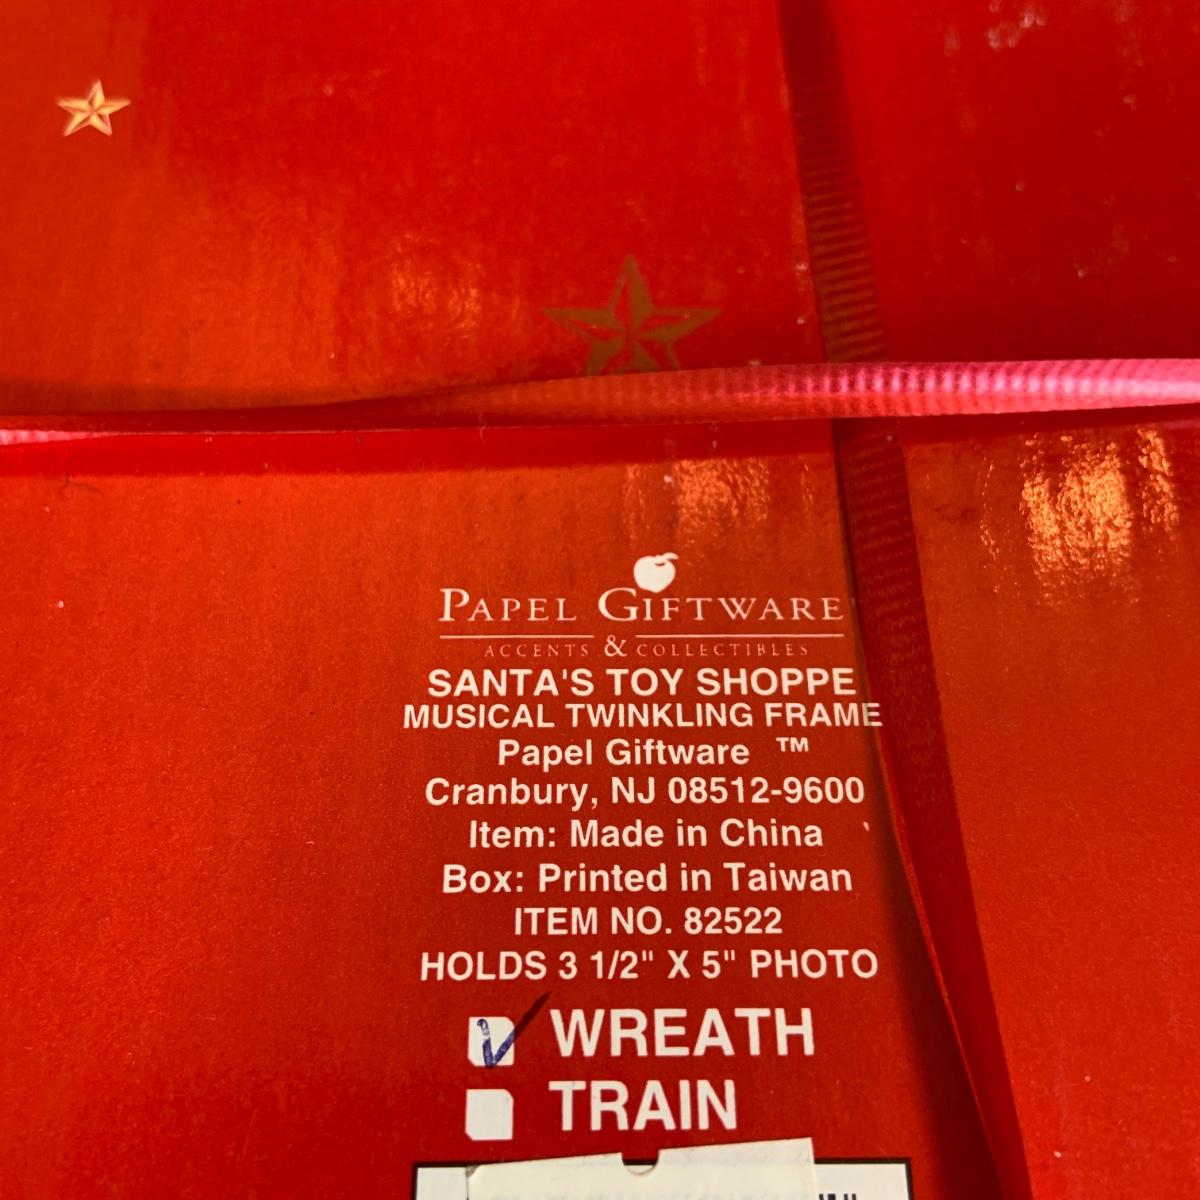 PAPEL GIFTWARE
ACCENTS & COLLECTIBLES
SANTA'S TOY SHOPPE
MUSICAL TWINKLING FRAME
Papel Giftware ™
Cranbury, NJ 08512-9600
Item: Made in China
Box: Printed in Taiwan
ITEM NO. 82522
HOLDS 3 1/2" X 5" PHOTO
WREATH
TRAIN